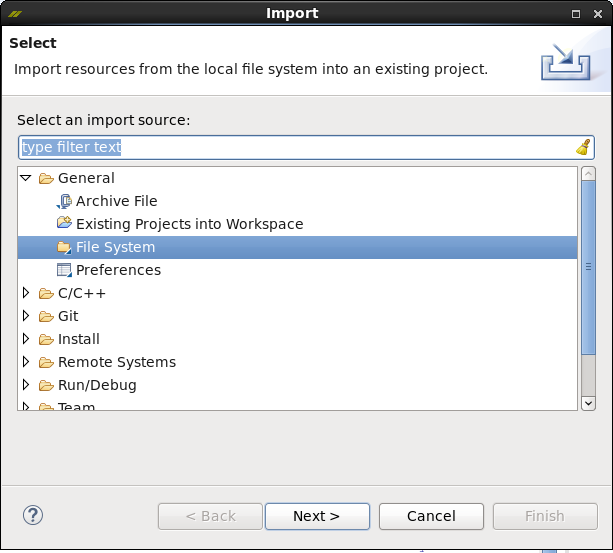 Import
Select
Import resources from the local file system into an existing project.
Select an import source:
type filter text
General
Archive File
Existing Projects into Workspace
File System
Preferences
C/C++
Git
Install
Remote Systems
Run/Debug
Team
?
< Back
Next >
Cancel
Finish